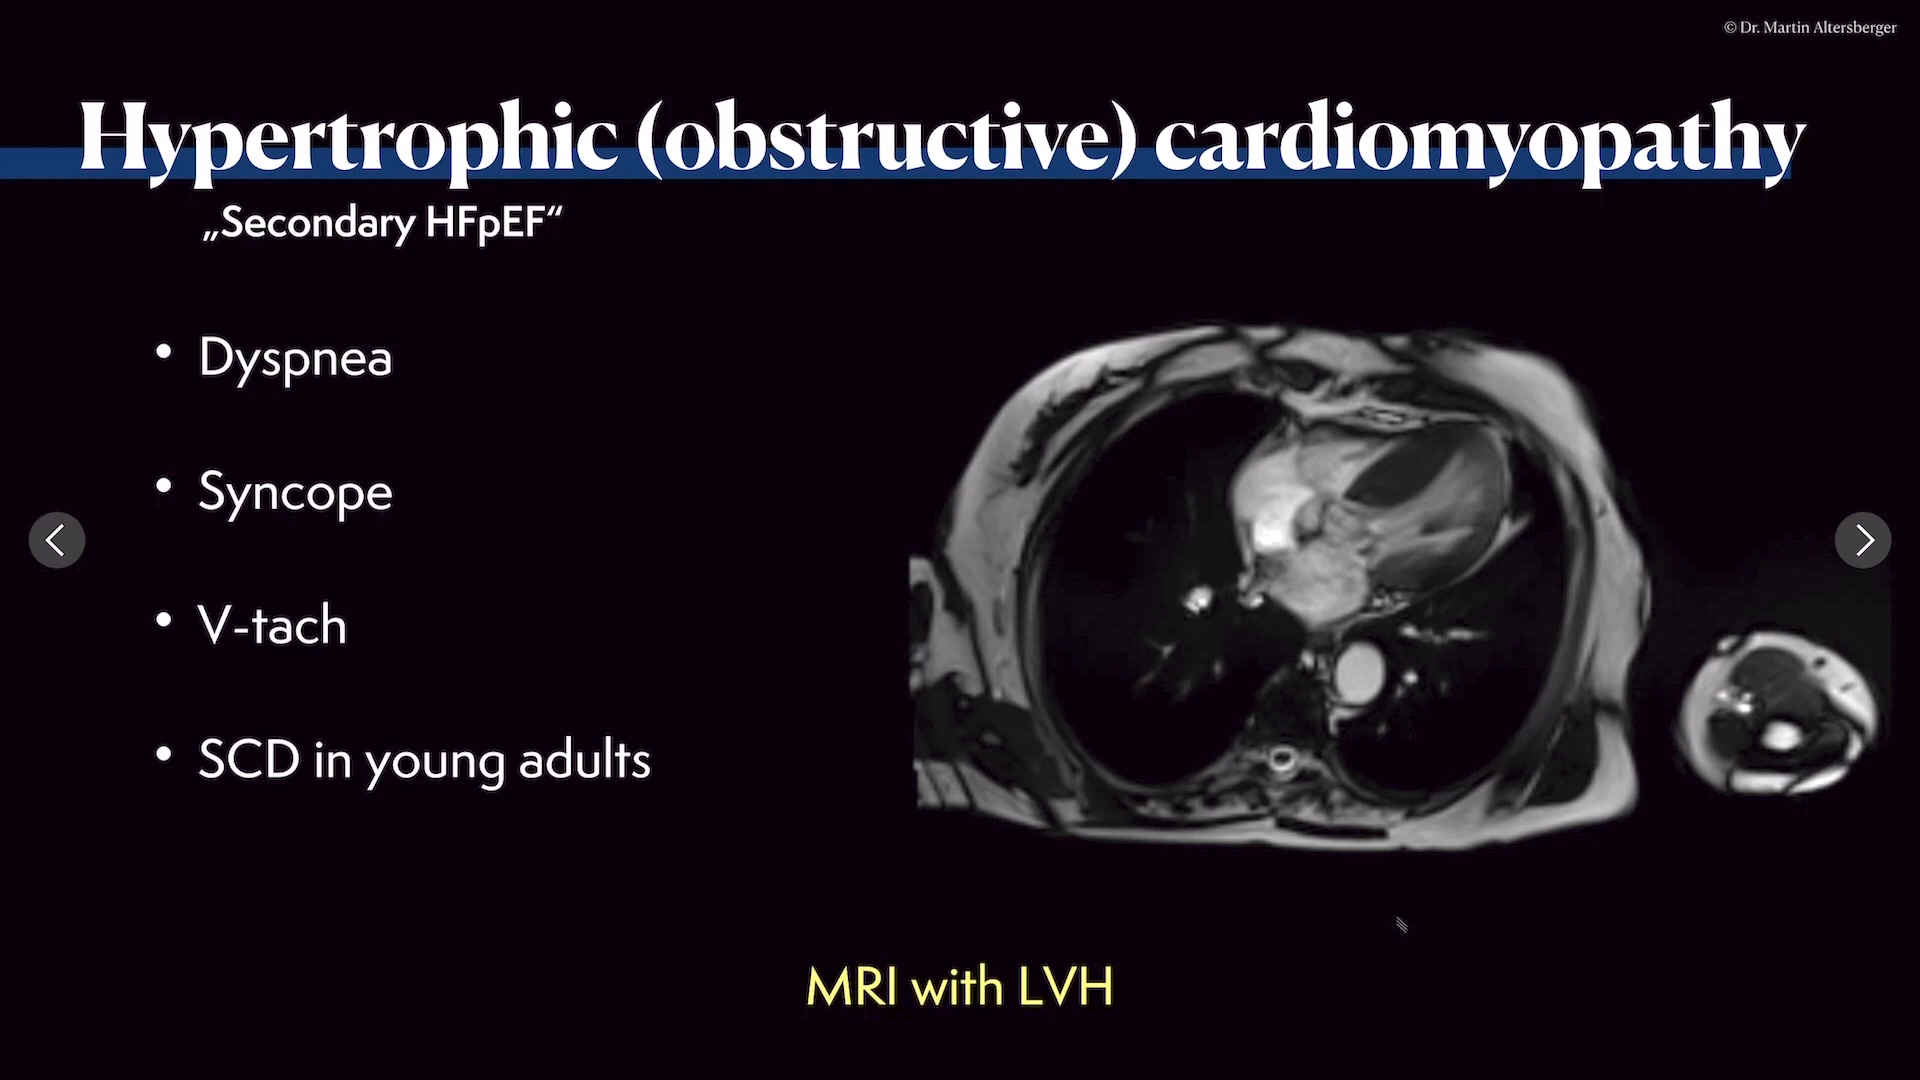 © Dr. Martin Altersberger
Hypertrophic (obstructive) cardiomyopathy
„Secondary HFpEF“
• Dyspnea
• Syncope
• V-tach
• SCD in young adults
MRI with LVH